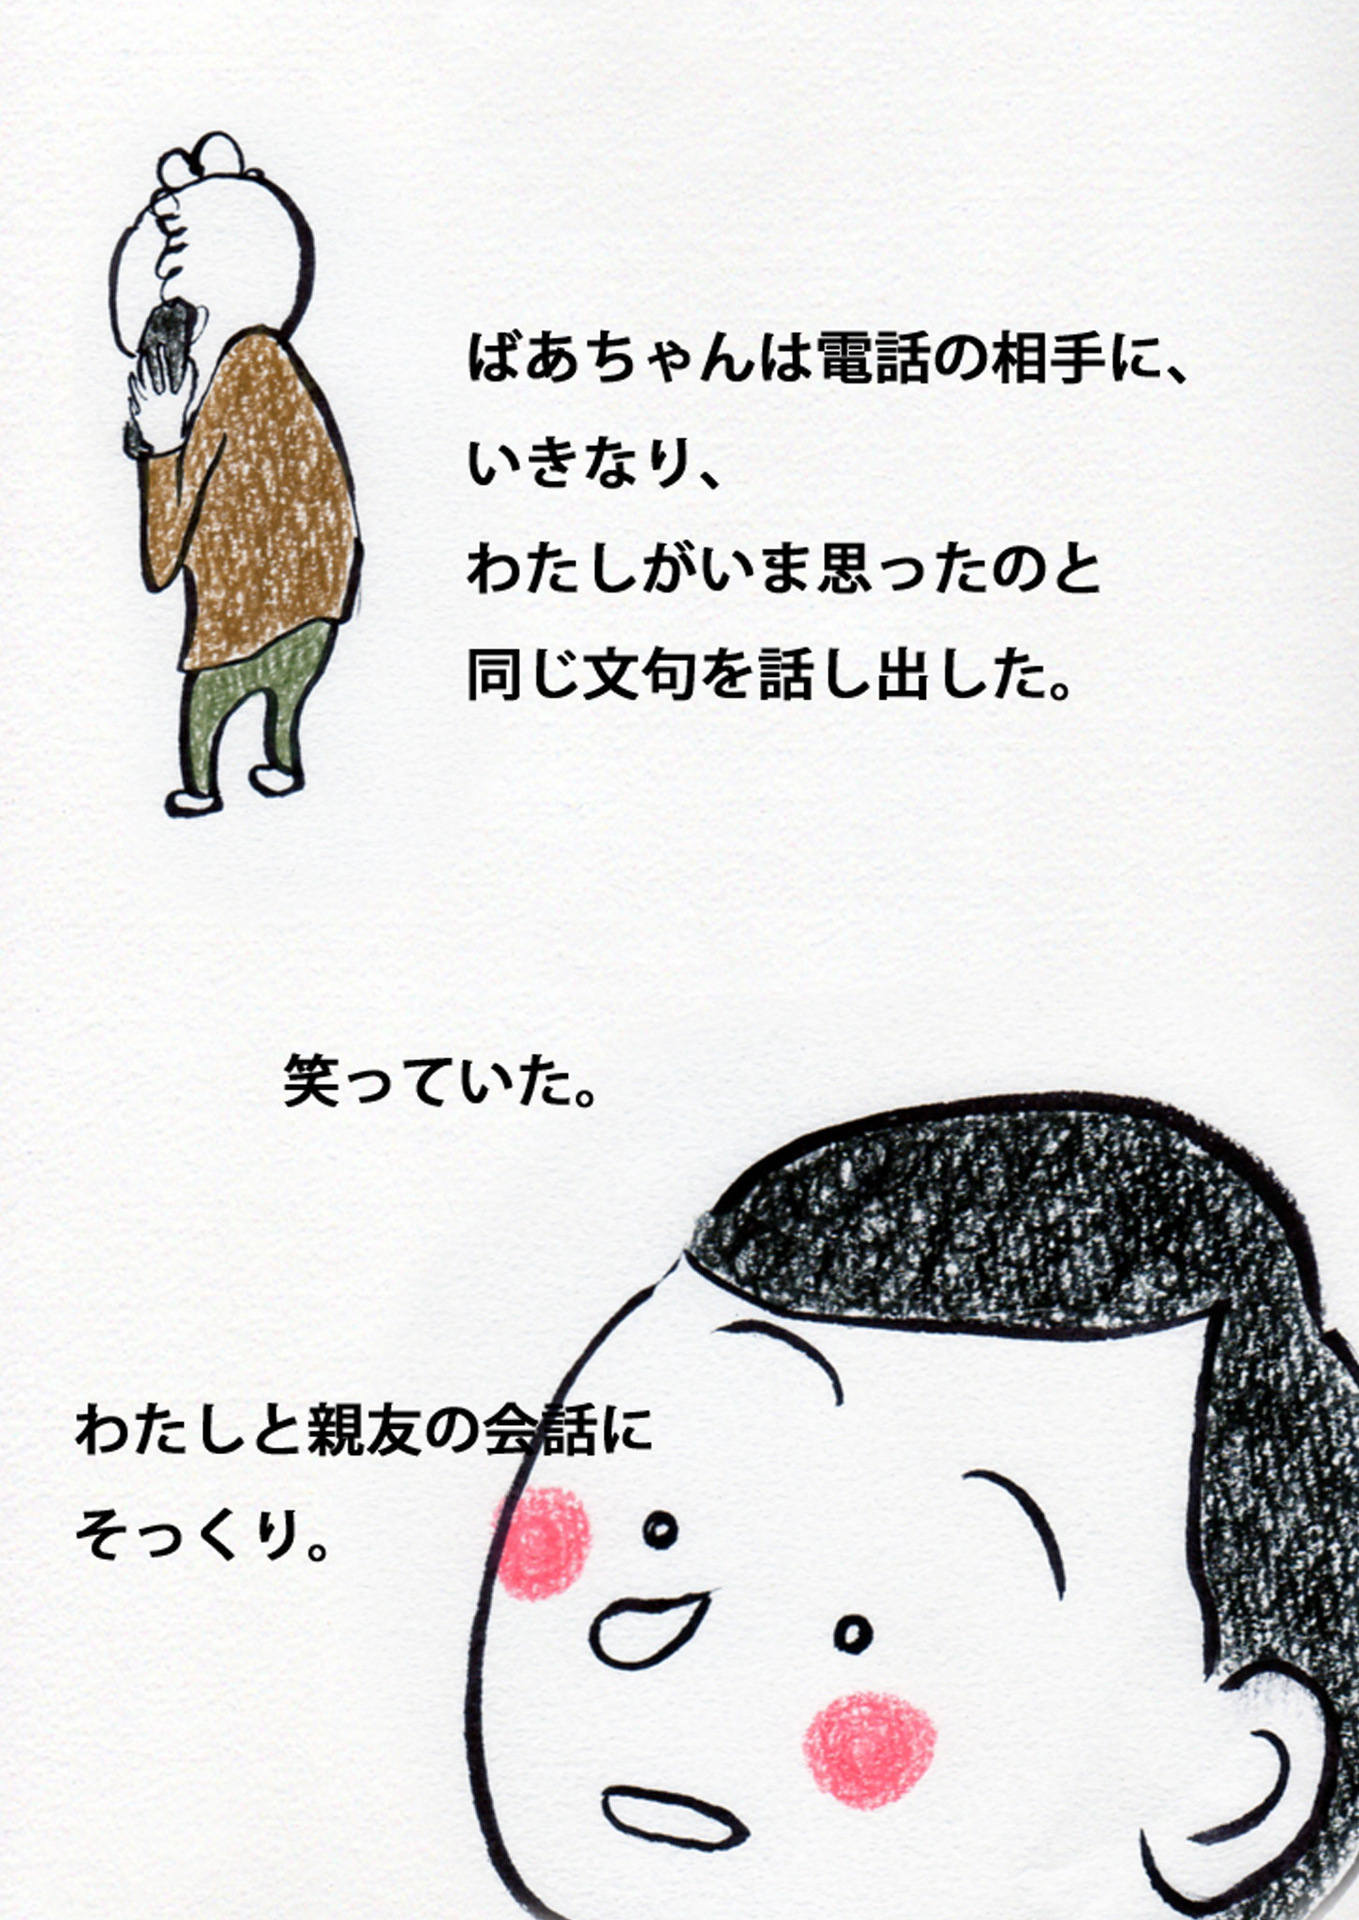 ばあちゃんは電話の相手に、
いきなり、
わたしがいま思ったのと
同じ文句を話し出した。
笑っていた。
わたしと親友の会話に
そっくり。